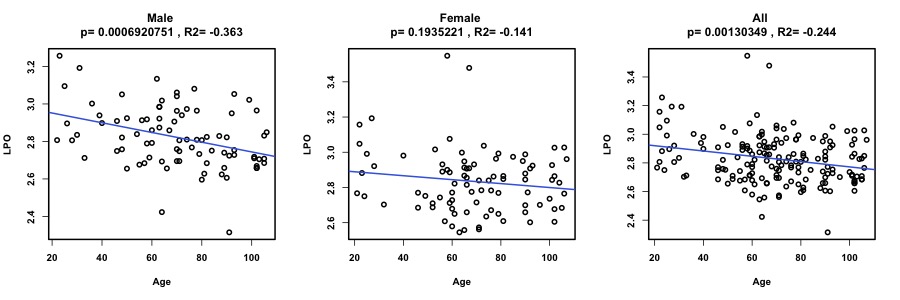 Male
p= 0.0006920751 , R2= -0.363
LPO
3.2
3.0
2.8
2.6
2.4
20 40 60 80 100
Age
Female
p= 0.1935221 , R2= -0.141
LPO
3.4
3.2
3.0
2.8
2.6
20 40 60 80 100
Age
All
p= 0.00130349 , R2= -0.244
LPO
3.4
3.2
3.0
2.8
2.6
2.4
20 40 60 80 100
Age